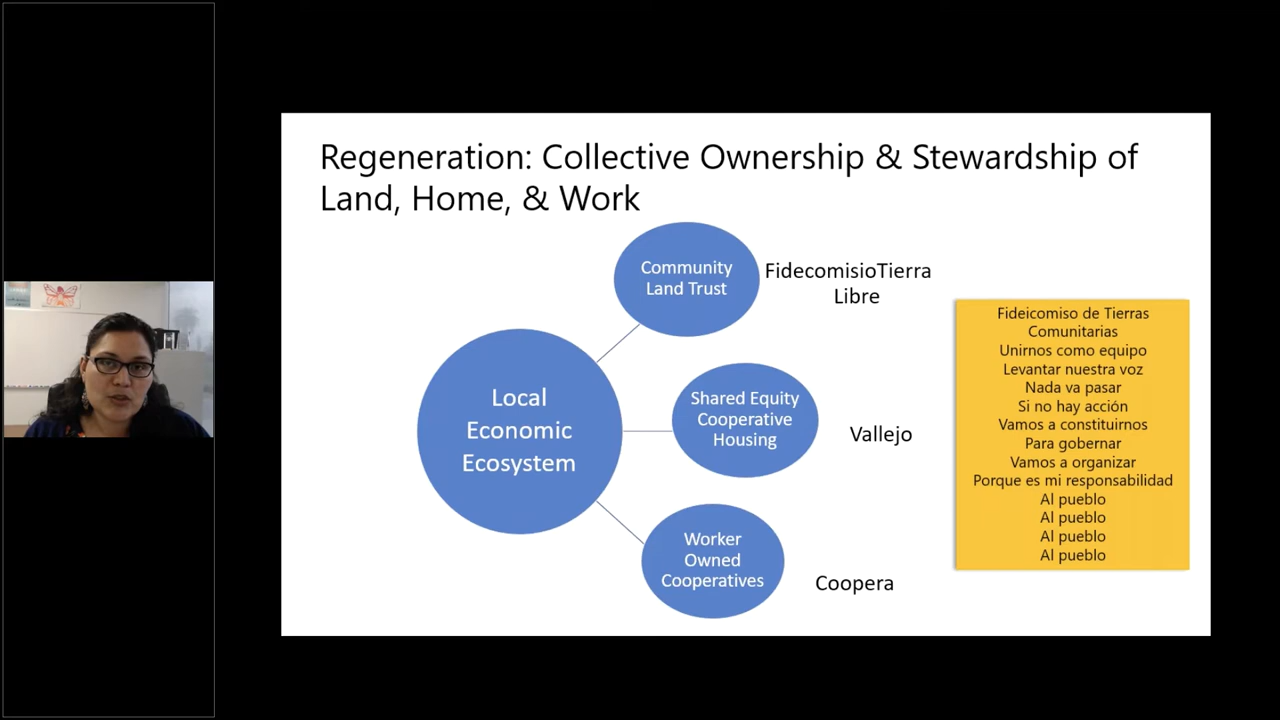 Regeneration: Collective Ownership & Stewardship of
Land, Home, & Work
Community
Land Trust
FidecomisioTierra
Libre
Local
Economic
Ecosystem
Shared Equity
Cooperative
Housing
Vallejo
Worker
Owned
Cooperatives
Coopera
Fideicomiso de Tierras
Comunitarias
Unirnos como equipo
Levantar nuestra voz
Nada va pasar
Si no hay acción
Vamos a constituirnos
Para gobernar
Vamos a organizar
Porque es mi responsabilidad
Al pueblo
Al pueblo
Al pueblo
Al pueblo